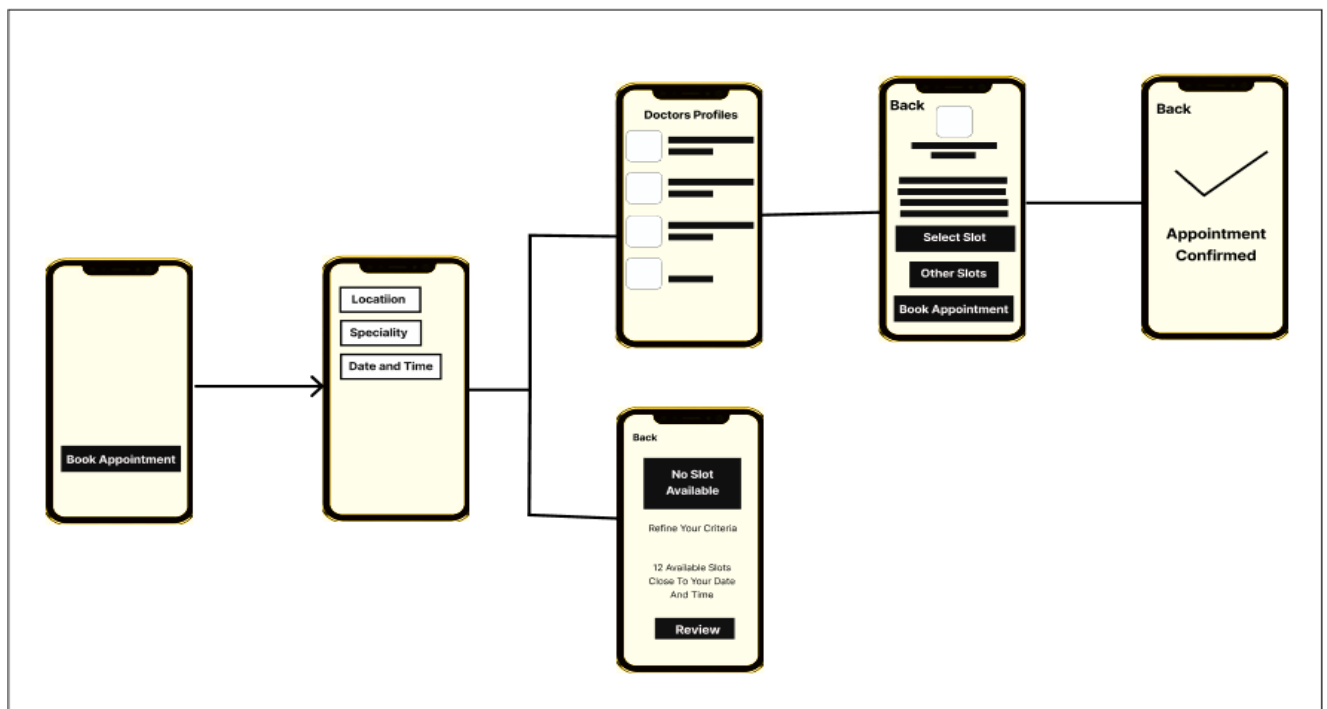 Book Appointment
Locatiion
Speciality
Date and Time
Doctors Profiles
Back
Select Slot
Other Slots
Book Appointment
Back
Appointment
Confirmed
Back
No Slot
Available
Refine Your Criteria
12 Available Slots
Close To Your Date
And Time
Review